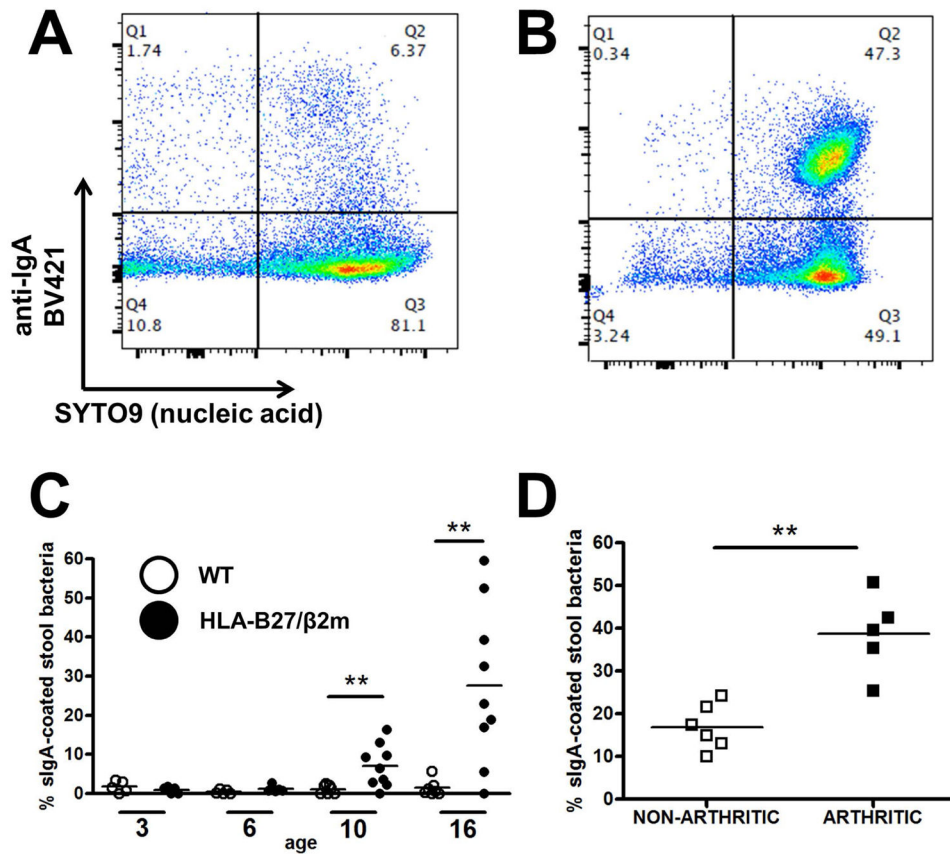 A
Q1
1.74
Q2
6.37
Q4
10.8
Q3
81.1
anti-IgA
BV421
SYTO9 (nucleic acid)
B
Q1
0.34
Q2
47.3
Q4
3.24
Q3
49.1
C
% sIgA-coated stool bacteria
60
50
40
30
20
10
0
WT
HLA-B27/β2m
**
**
3 6 10 16
age
D
% sIgA-coated stool bacteria
60
50
40
30
20
10
0
**
NON-ARTHRITIC ARTHRITIC